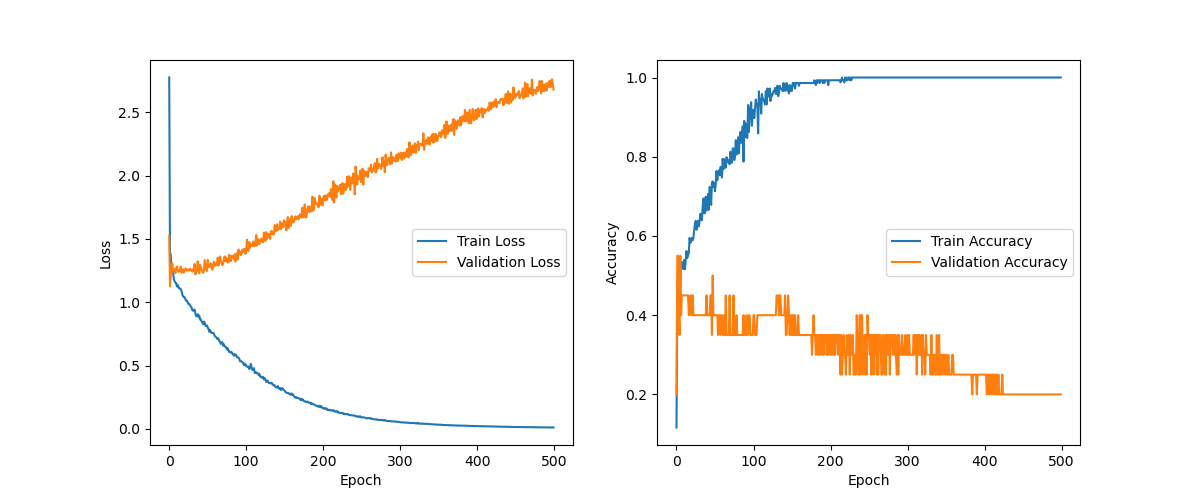 2.5
2.0
1.5
1.0
0.5
0.0
Loss
0 100 200 300 400 500
Epoch
Train Loss
Validation Loss
1.0
0.8
0.6
0.4
0.2
Accuracy
0 100 200 300 400 500
Epoch
Train Accuracy
Validation Accuracy